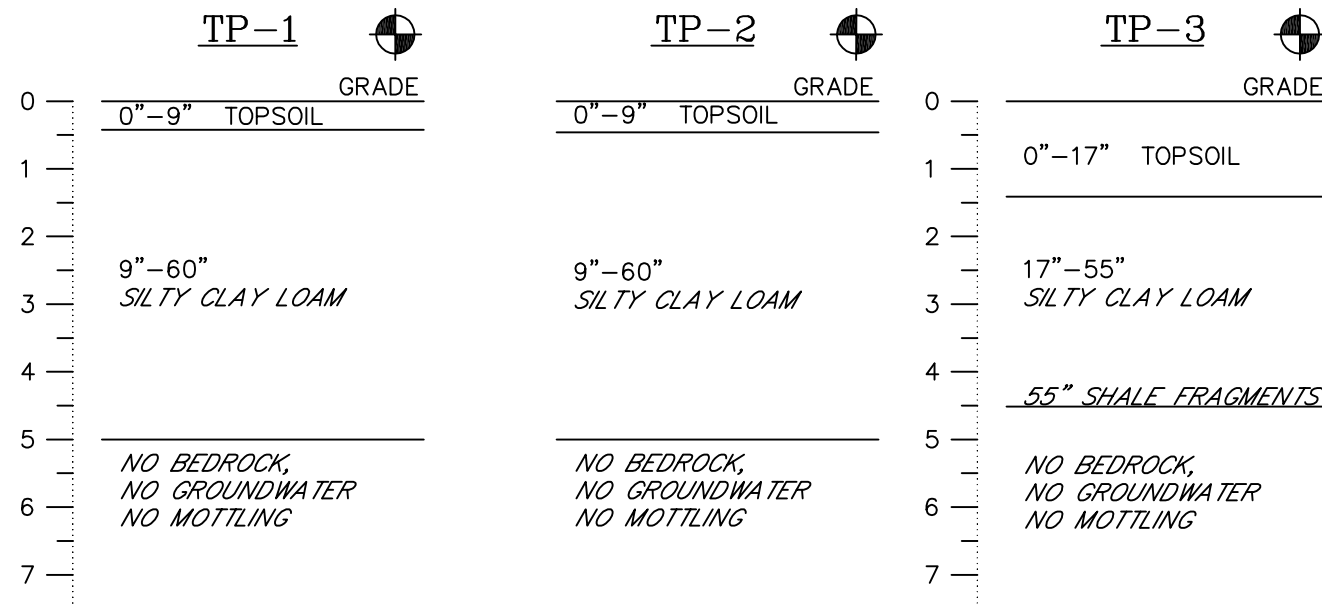 TP-1
GRADE
0
0"-9" TOPSOIL
1
2
9"-60"
SILTY CLAY LOAM
3
4
5
NO BEDROCK,
NO GROUNDWATER
6
NO MOTTLING
7
TP-2
GRADE
0"-9" TOPSOIL
9"-60"
SILTY CLAY LOAM
NO BEDROCK,
NO GROUNDWATER
NO MOTTLING
TP-3
GRADE
0
0"-17" TOPSOIL
1
2
17"-55"
SILTY CLAY LOAM
3
4
55" SHALE FRAGMENTS
5
NO BEDROCK,
NO GROUNDWATER
6
NO MOTTLING
7